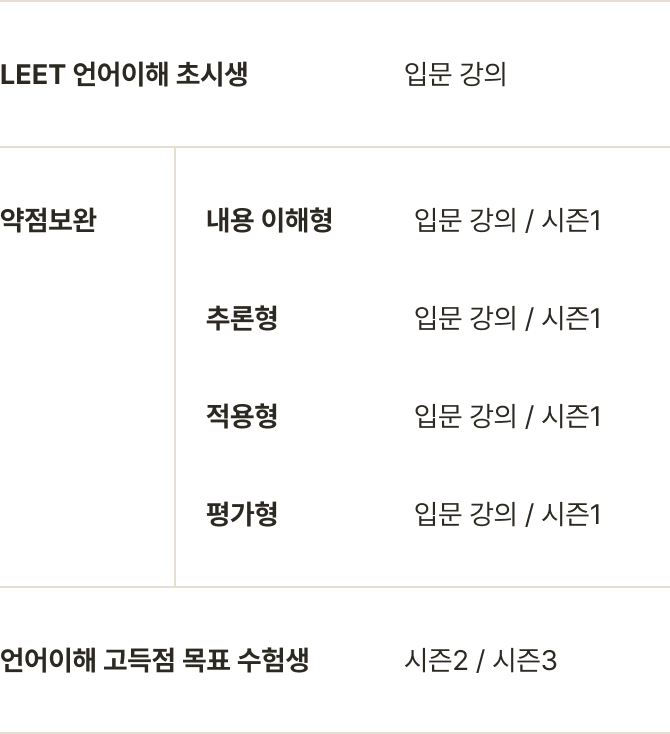 LEET 언어이해 초시생 입문 강의
약점보완 내용 이해형 입문 강의 / 시즌1
추론형 입문 강의 / 시즌1
적용형 입문 강의 / 시즌1
평가형 입문 강의 / 시즌1
언어이해 고득점 목표 수험생 시즌2 / 시즌3